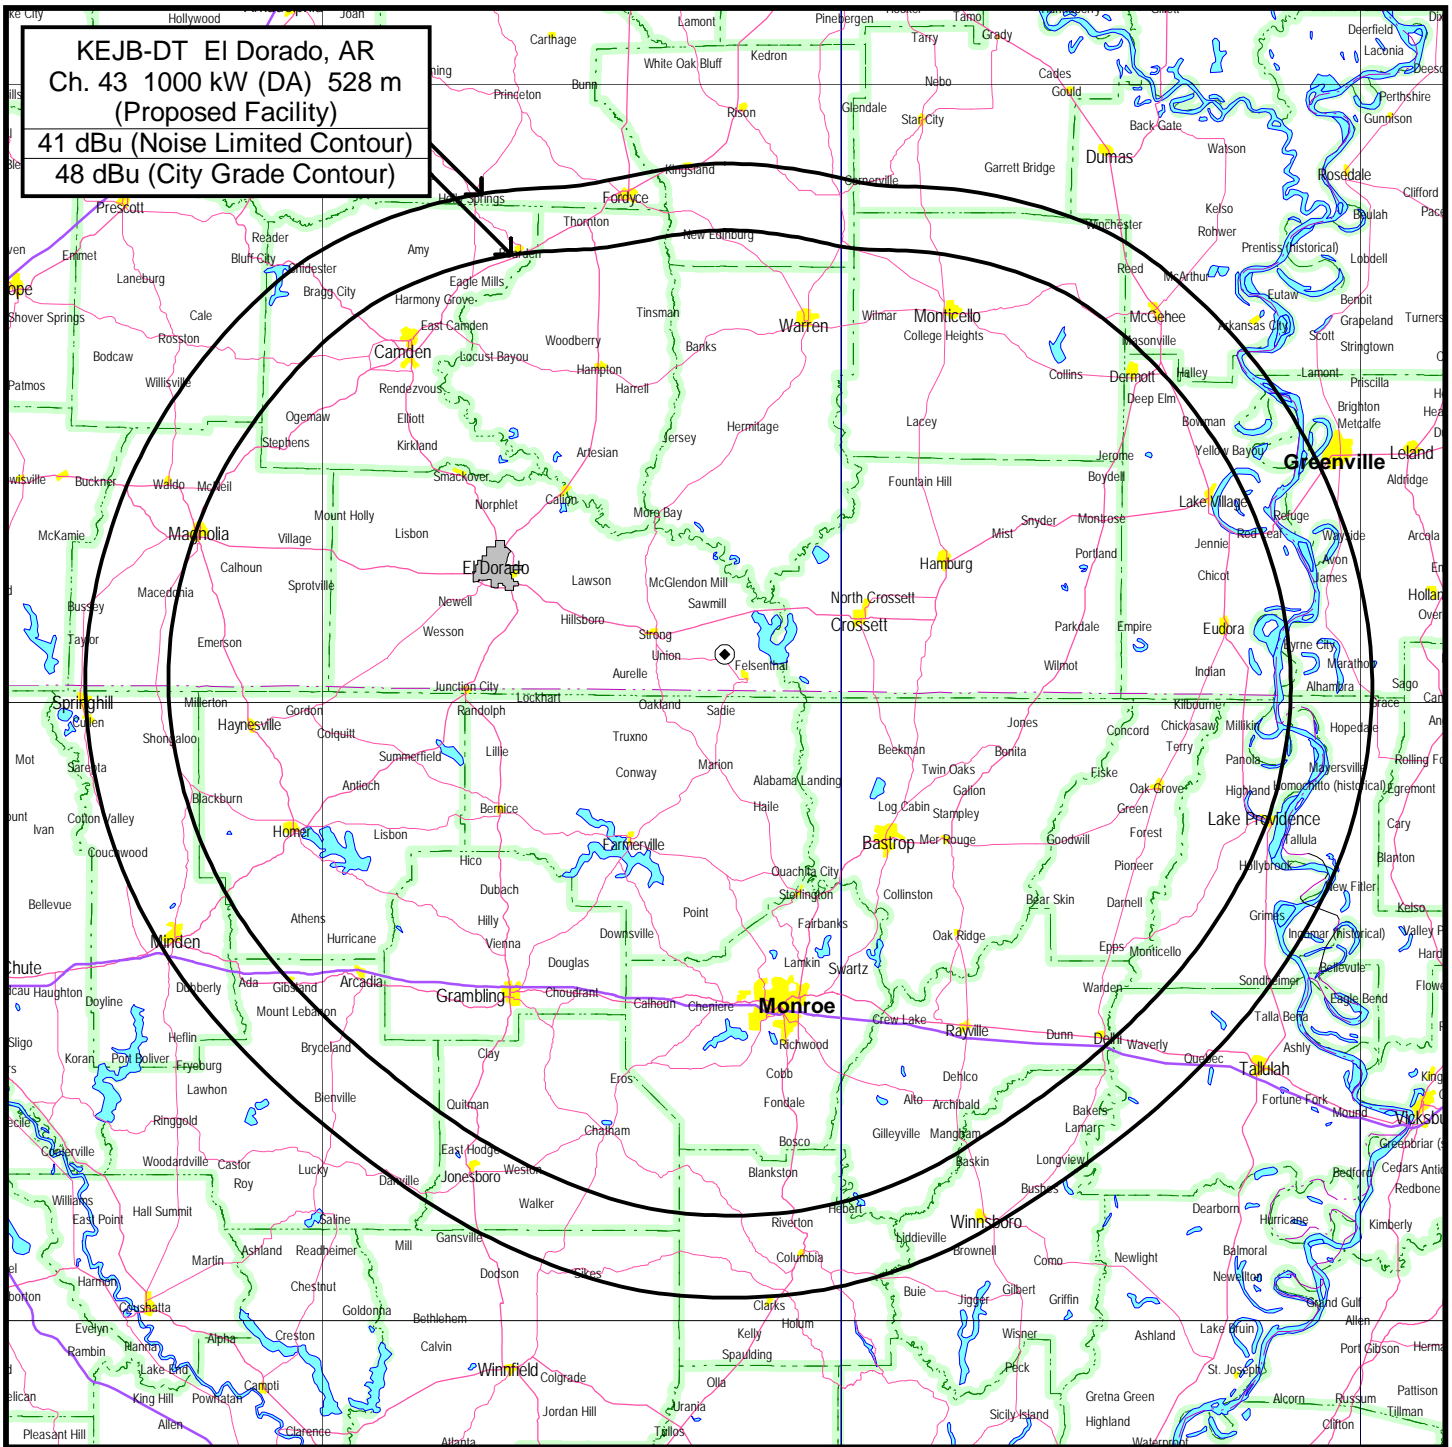 KEJB-DT El Dorado, AR
Ch. 43 1000 kW (DA) 528 m
(Proposed Facility)
41 dBu (Noise Limited Contour)
48 dBu (City Grade Contour)
Hollywood
Joan
Lamont
Pinebergen
Tamo
Gillett
Deerfield
Laconia
Carthage
White Oak Bluff
Kedron
Tarry
Grady
Cades
Gould
Bunn
Princeton
Rison
Glendale
Nebo
Star City
Back Gate
Perthshire
Gunnison
Dumas
Watson
Garrett Bridge
Rosedale
Kingsland
Cornerville
Holly Springs
Fordyce
Prescott
Clifford
Thornton
New Edinburg
Winchester
Kelso
Rohwer
Beulah
Reader
Bluff City
Emmet
Amy
Bearden
Prentiss (historical)
Lobdell
Laneburg
Chidester
Bragg City
Eagle Mills
Harmony Grove
Reed
McArthur
Eutaw
Benoit
Shover Springs
Cale
Rosston
East Camden
Tinsman
Warren
Wilmar
Monticello
College Heights
McGehee
Masonville
Arkansas City
Grapeland
Scott
Stringtown
Bodcaw
Camden
Locust Bayou
Woodberry
Banks
Patmos
Willisville
Rendezvous
Hampton
Harrell
Collins
Dermott
Halley
Lamont
Priscilla
Deep Elm
Ogemaw
Elliott
Kirkland
Hermitage
Lacey
Bowman
Brighton
Metcalfe
Stephens
Jersey
Artesian
Jerome
Yellow Bayou
Greenville
Leland
Aldridge
Buckner
Waldo
McNeil
Smackover
Norphlet
Calion
Fountain Hill
Boydell
Lake Village
Mount Holly
Moro Bay
Snyder
Montrose
Refuge
McKamie
Magnolia
Village
Lisbon
Mist
Red Leaf
Wayside
Arcola
Jennie
Portland
Avon
Calhoun
El Dorado
Hamburg
James
Macedonia
Sprotville
Lawson
McGlendon Mill
Chicot
Bussey
Newell
Sawmill
North Crossett
Crossett
Hillsboro
Taylor
Emerson
Wesson
Strong
Parkdale
Empire
Eudora
Byrne City
Union
Felsenthal
Wilmot
Indian
Marathon
Aurelle
Alhambra
Sago
Springhill
Cullen
Millerton
Gordon
Junction City
Randolph
Lockhart
Oakland
Sadie
Kilbourne
Grace
Haynesville
Colquitt
Jones
Concord
Chickasaw
Millikin
Hopedale
Shongaloo
Summerfield
Lillie
Truxno
Beekman
Bonita
Terry
Mot
Sarepta
Antioch
Conway
Marion
Alabama Landing
Twin Oaks
Gallon
Fiske
Panola
Mayersville
Blackburn
Bernice
Haile
Log Cabin
Stampley
Oak Grove
Green
Highland
Homochitto (historical)
Egremont
Ivan
Cotton Valley
Homer
Lisbon
Farmerville
Bastrop
Mer Rouge
Goodwill
Forest
Lake Providence
Cary
Couchwood
Hico
Tallula
Pioneer
Hollybrook
Blanton
Dubach
Ouachita City
Sterlington
Collinston
Bear Skin
Darnell
New Fitler
Bellevue
Athens
Hilly
Point
Fairbanks
Grimes
Kelso
Minden
Hurricane
Vienna
Downsville
Oak Ridge
Epps
Monticello
Ingomar (historical)
Douglas
Lamkin
Swartz
Bellevule
Haughton
Doyline
Dubberly
Ada
Gibsland
Arcadia
Grambling
Choudrant
Calhoun
Cheniere
Monroe
Warden
Sondheimer
Eagle Bend
Mount Lebanon
Crew Lake
Rayville
Dunn
Delhi
Waverly
Talla Bena
Sligo
Heflin
Bryceland
Clay
Richwood
Quebec
Ashly
Koran
Port Boliver
Fryeburg
Eros
Cobb
Dehlco
Tallulah
Lawhon
Bienville
Quitman
Fondale
Alto
Archibald
Bakers
Lamar
Fortune Fork
Mound
Ringgold
Chatham
Bosco
Gilleyville
Mangham
Woodardville
Castor
Roy
Lucky
East Hodge
Jonesboro
Weston
Danville
Blankston
Baskin
Longview
Bedford
Cedars
Redbone
Williams
Walker
Hebert
Bushes
East Point
Hall Summit
Saline
Riverton
Winnsboro
Dearborn
Hurricane
Kimberly
Martin
Ashland
Readheimer
Mill
Gansville
Columbia
Liddieville
Brownell
Como
Newlight
Balmoral
Newellton
Harmon
Chestnut
Dodson
Sikes
Coushatta
Goldonna
Clarks
Buie
Jigger
Gilbert
Griffin
Grand Gulf
Bethlehem
Holum
Allen
Evelyn
Rambin
Hanna
Alpha
Creston
Calvin
Kelly
Spaulding
Wisner
Ashland
Lake Bruin
Port Gibson
Lake End
Winnfield
Colgrade
Peck
St. Joseph
Campti
King Hill
Powhatan
Olla
Gretna Green
Highland
Alcorn
Russum
Pattison
Tillman
Allen
Pleasant Hill
Clarence
Jordan Hill
Urania
Tullos
Sicily Island
Clifton
Atlanta
Waterproof